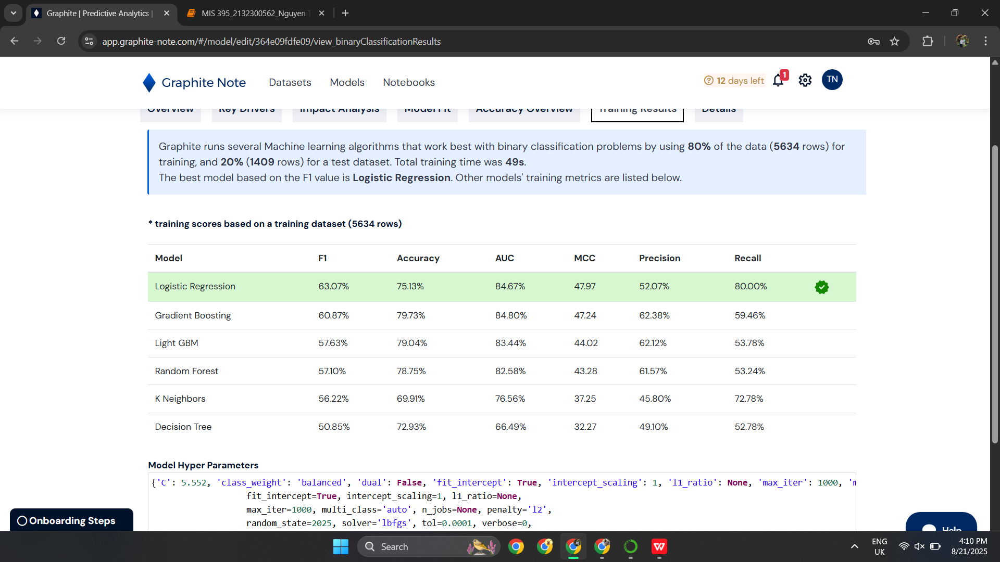 Graphite | Predictive Analytics |
MIS 395_2132300562_Nguyen T
app.graphite-note.com/#/model/edit/364e09fdfe09/view_binaryClassificationResults
Graphite Note
Datasets
Models
Notebooks
12 days left
1
TN
Overview
Key Drivers
Impact Analysis
Model Fit
Accuracy Overview
Training Results
Details
Graphite runs several Machine learning algorithms that work best with binary classification problems by using 80% of the data (5634 rows) for
training, and 20% (1409 rows) for a test dataset. Total training time was 49s.
The best model based on the F1 value is Logistic Regression. Other models' training metrics are listed below.
* training scores based on a training dataset (5634 rows)
Model F1 Accuracy AUC MCC Precision Recall
Logistic Regression 63.07% 75.13% 84.67% 47.97 52.07% 80.00%
Gradient Boosting 60.87% 79.73% 84.80% 47.24 62.38% 59.46%
Light GBM 57.63% 79.04% 83.44% 44.02 62.12% 53.78%
Random Forest 57.10% 78.75% 82.58% 43.28 61.57% 53.24%
K Neighbors 56.22% 69.91% 76.56% 37.25 45.80% 72.78%
Decision Tree 50.85% 72.93% 66.49% 32.27 49.10% 52.78%
Model Hyper Parameters
{'C': 5.552, 'class_weight': 'balanced', 'dual': False, 'fit_intercept': True, 'intercept_scaling': 1, 'l1_ratio': None, 'max_iter': 1000, 'm
fit_intercept=True, intercept_scaling=1, l1_ratio=None,
max_iter=1000, multi_class='auto', n_jobs=None, penalty='l2',
random_state=2025, solver='lbfgs', tol=0.0001, verbose=0,
Onboarding Steps
Help
Search
ENG
UK
4:10 PM
8/21/2025